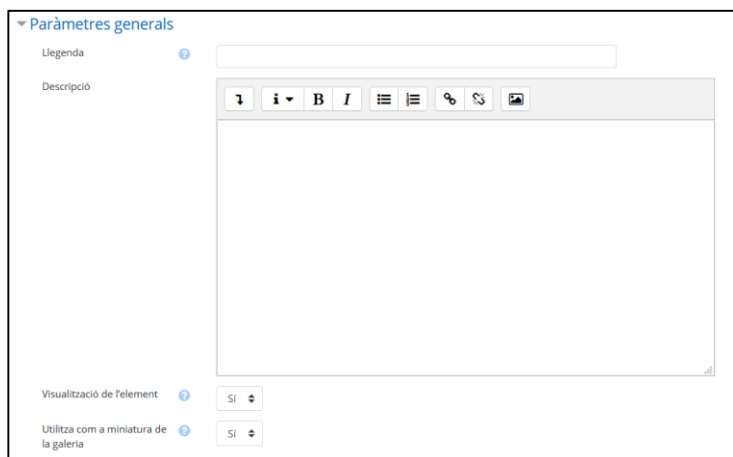 Paràmetres generals
Llegenda
Descripció
B I
Visualització de l'element
Sí
Utilitza com a miniatura de
la galeria
Sí